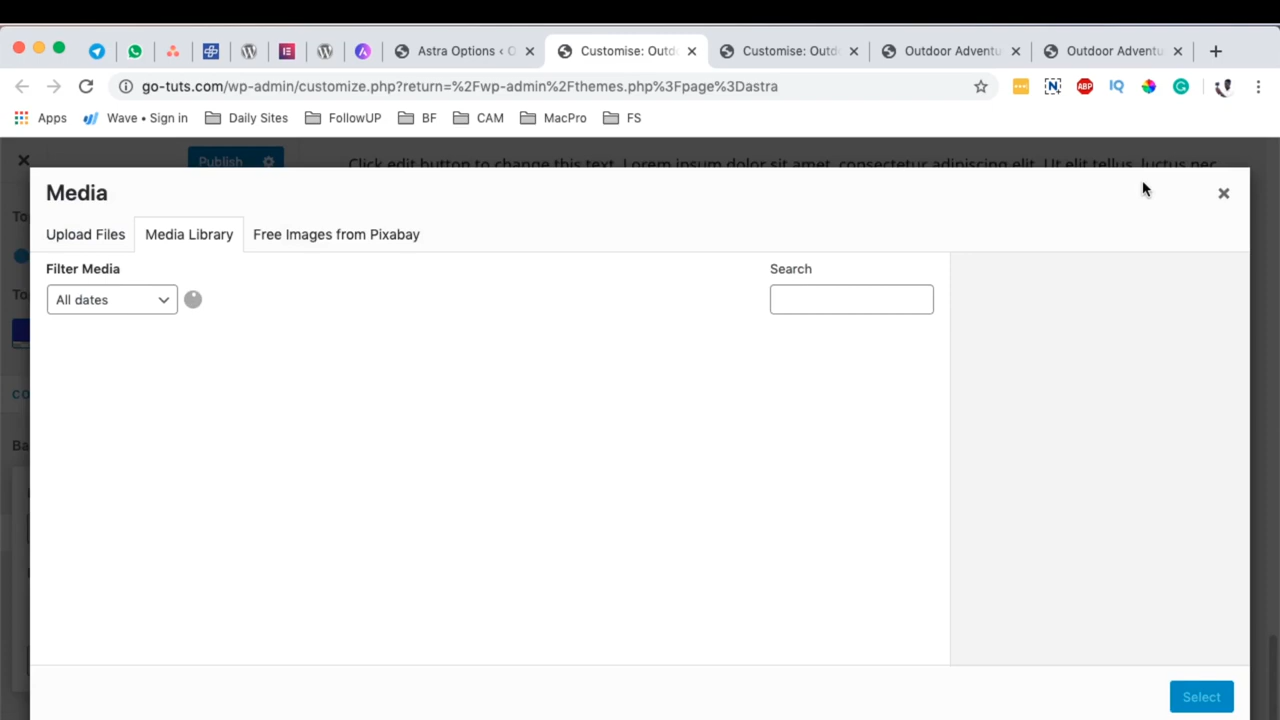 Astra Options ‹ O
Customise: Outd
Customise: Outd
Outdoor Adventu
Outdoor Adventu
go-tuts.com/wp-admin/customize.php?return=%2Fwp-admin%2Fthemes.php%3Fpage%3Dastra
Apps
Wave • Sign in
Daily Sites
FollowUP
BF
CAM
MacPro
FS
Publish
Click edit button to change this text. Lorem ipsum dolor sit amet, consectetur adipiscing elit. Ut elit tellus, luctus nec
Media
Upload Files
Media Library
Free Images from Pixabay
Filter Media
Search
All dates
Select